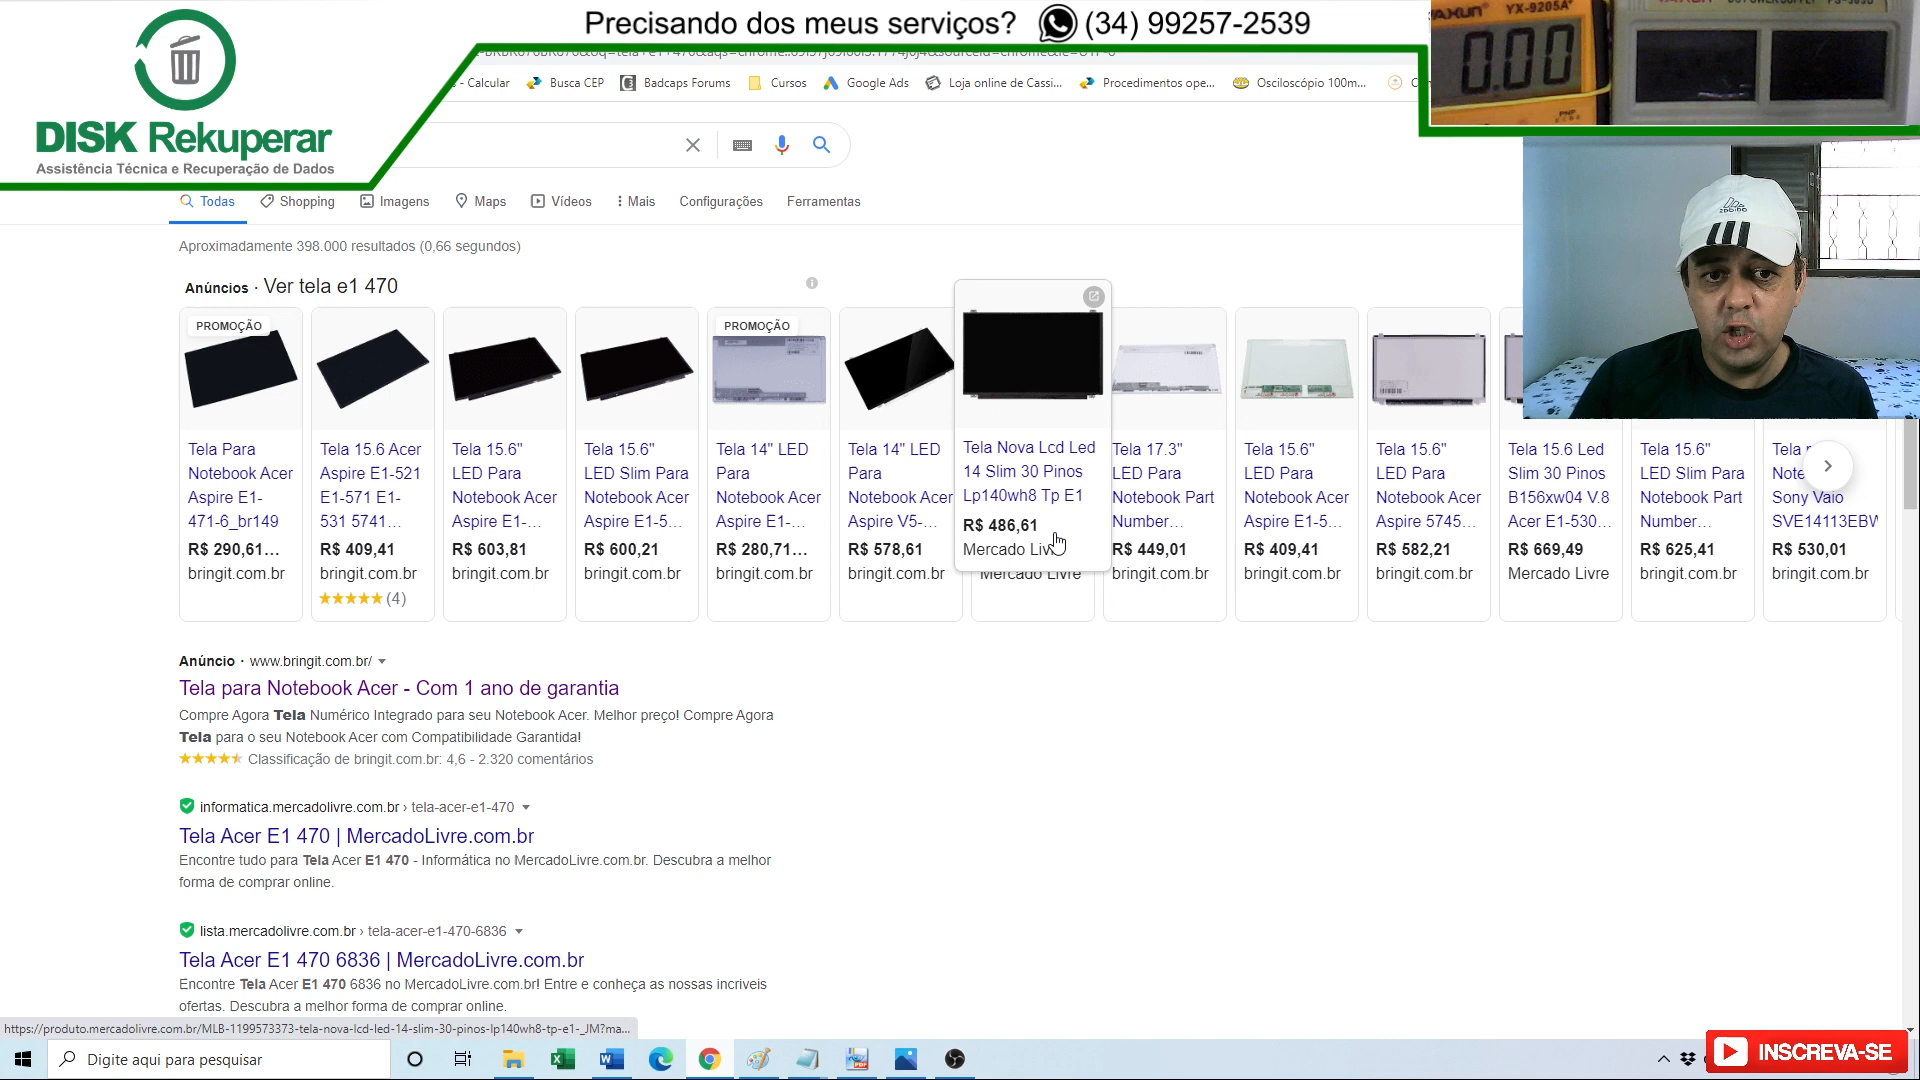 Precisando dos meus serviços? (34) 99257-2539
YX-9205A+
0.00
DISK Rekuperar
Assistência Técnica e Recuperação de Dados
- Calcular
Busca CEP
Badcaps Forums
Cursos
Google Ads
Loja online de Cassi...
Procedimentos ope...
Osciloscópio 100m...
Todas
Shopping
Imagens
Maps
Vídeos
Mais
Configurações
Ferramentas
Aproximadamente 398.000 resultados (0,66 segundos)
Anúncios · Ver tela e1 470
PROMOÇÃO
Tela Para
Notebook Acer
Aspire E1-
471-6_br149
R$ 290,61...
bringit.com.br
Tela 15.6 Acer
Aspire E1-521
E1-571 E1-
531 5741...
R$ 409,41
bringit.com.br
(4)
Tela 15.6"
LED Para
Notebook Acer
Aspire E1-...
R$ 603,81
bringit.com.br
Tela 15.6"
LED Slim Para
Notebook Acer
Aspire E1-5...
R$ 600,21
bringit.com.br
PROMOÇÃO
Tela 14" LED
Para
Notebook Acer
Aspire E1-...
R$ 280,71...
bringit.com.br
Tela 14" LED
Para
Notebook Acer
Aspire V5-...
R$ 578,61
bringit.com.br
Tela Nova Lcd Led
14 Slim 30 Pinos
Lp140wh8 Tp E1
R$ 486,61
Mercado Livre
Mercado Livre
Tela 17.3"
LED Para
Notebook Part
Number...
R$ 449,01
bringit.com.br
Tela 15.6"
LED Para
Notebook Acer
Aspire E1-5...
R$ 409,41
bringit.com.br
Tela 15.6"
LED Para
Notebook Acer
Aspire 5745...
R$ 582,21
bringit.com.br
Tela 15.6 Led
Slim 30 Pinos
B156xw04 V.8
Acer E1-530...
R$ 669,49
Mercado Livre
Tela 15.6"
LED Slim Para
Notebook Part
Number...
R$ 625,41
bringit.com.br
Tela
Note
Sony Vaio
SVE14113EBW
R$ 530,01
bringit.com.br
Anúncio · www.bringit.com.br/
Tela para Notebook Acer - Com 1 ano de garantia
Compre Agora Tela Numérico Integrado para seu Notebook Acer. Melhor preço! Compre Agora
Tela para o seu Notebook Acer com Compatibilidade Garantida!
Classificação de bringit.com.br: 4,6 - 2.320 comentários
informatica.mercadolivre.com.br › tela-acer-e1-470
Tela Acer E1 470 | MercadoLivre.com.br
Encontre tudo para Tela Acer E1 470 - Informática no MercadoLivre.com.br. Descubra a melhor
forma de comprar online.
lista.mercadolivre.com.br › tela-acer-e1-470-6836
Tela Acer E1 470 6836 | MercadoLivre.com.br
Encontre Tela Acer E1 470 6836 no MercadoLivre.com.br! Entre e conheça as nossas incriveis
ofertas. Descubra a melhor forma de comprar online.
https://produto.mercadolivre.com.br/MLB-1199573373-tela-nova-lcd-led-14-slim-30-pinos-lp140wh8-tp-e1-_JM?ma...
Digite aqui para pesquisar
INSCREVA-SE